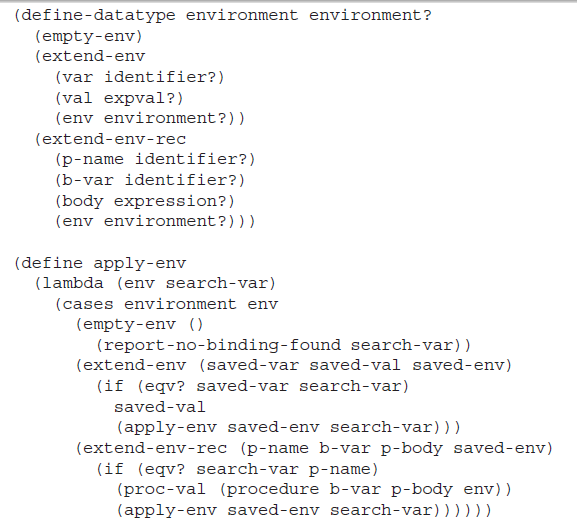 (define-datatype environment environment?
  (empty-env)
  (extend-env
    (var identifier?)
    (val expval?)
    (env environment?))
  (extend-env-rec
    (p-name identifier?)
    (b-var identifier?)
    (body expression?)
    (env environment?)))

(define apply-env
  (lambda (env search-var)
    (cases environment env
      (empty-env ()
        (report-no-binding-found search-var))
      (extend-env (saved-var saved-val saved-env)
        (if (eqv? saved-var search-var)
          saved-val
          (apply-env saved-env search-var)))
      (extend-env-rec (p-name b-var p-body saved-env)
        (if (eqv? search-var p-name)
          (proc-val (procedure b-var p-body env))
          (apply-env saved-env search-var))))))